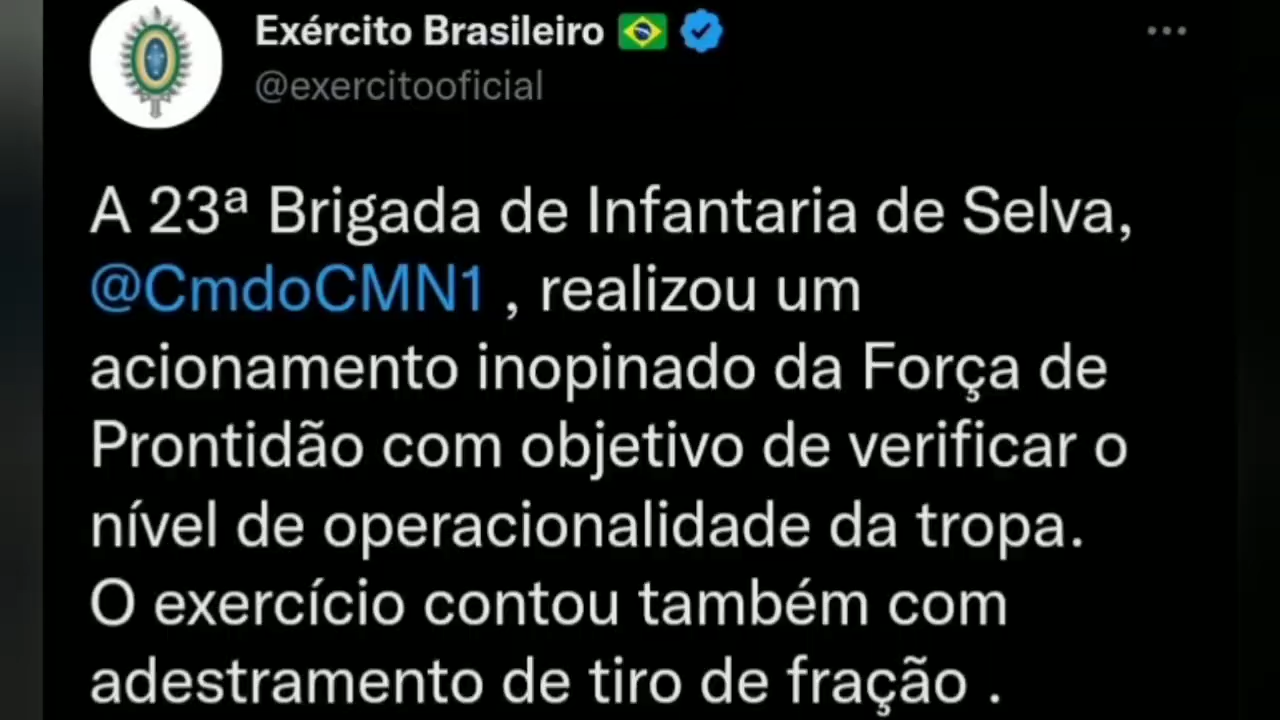 Exército Brasileiro
@exercitooficial
A 23ª Brigada de Infantaria de Selva,
@CmdoCMN1 , realizou um
acionamento inopinado da Força de
Prontidão com objetivo de verificar o
nível de operacionalidade da tropa.
O exercício contou também com
adestramento de tiro de fração .